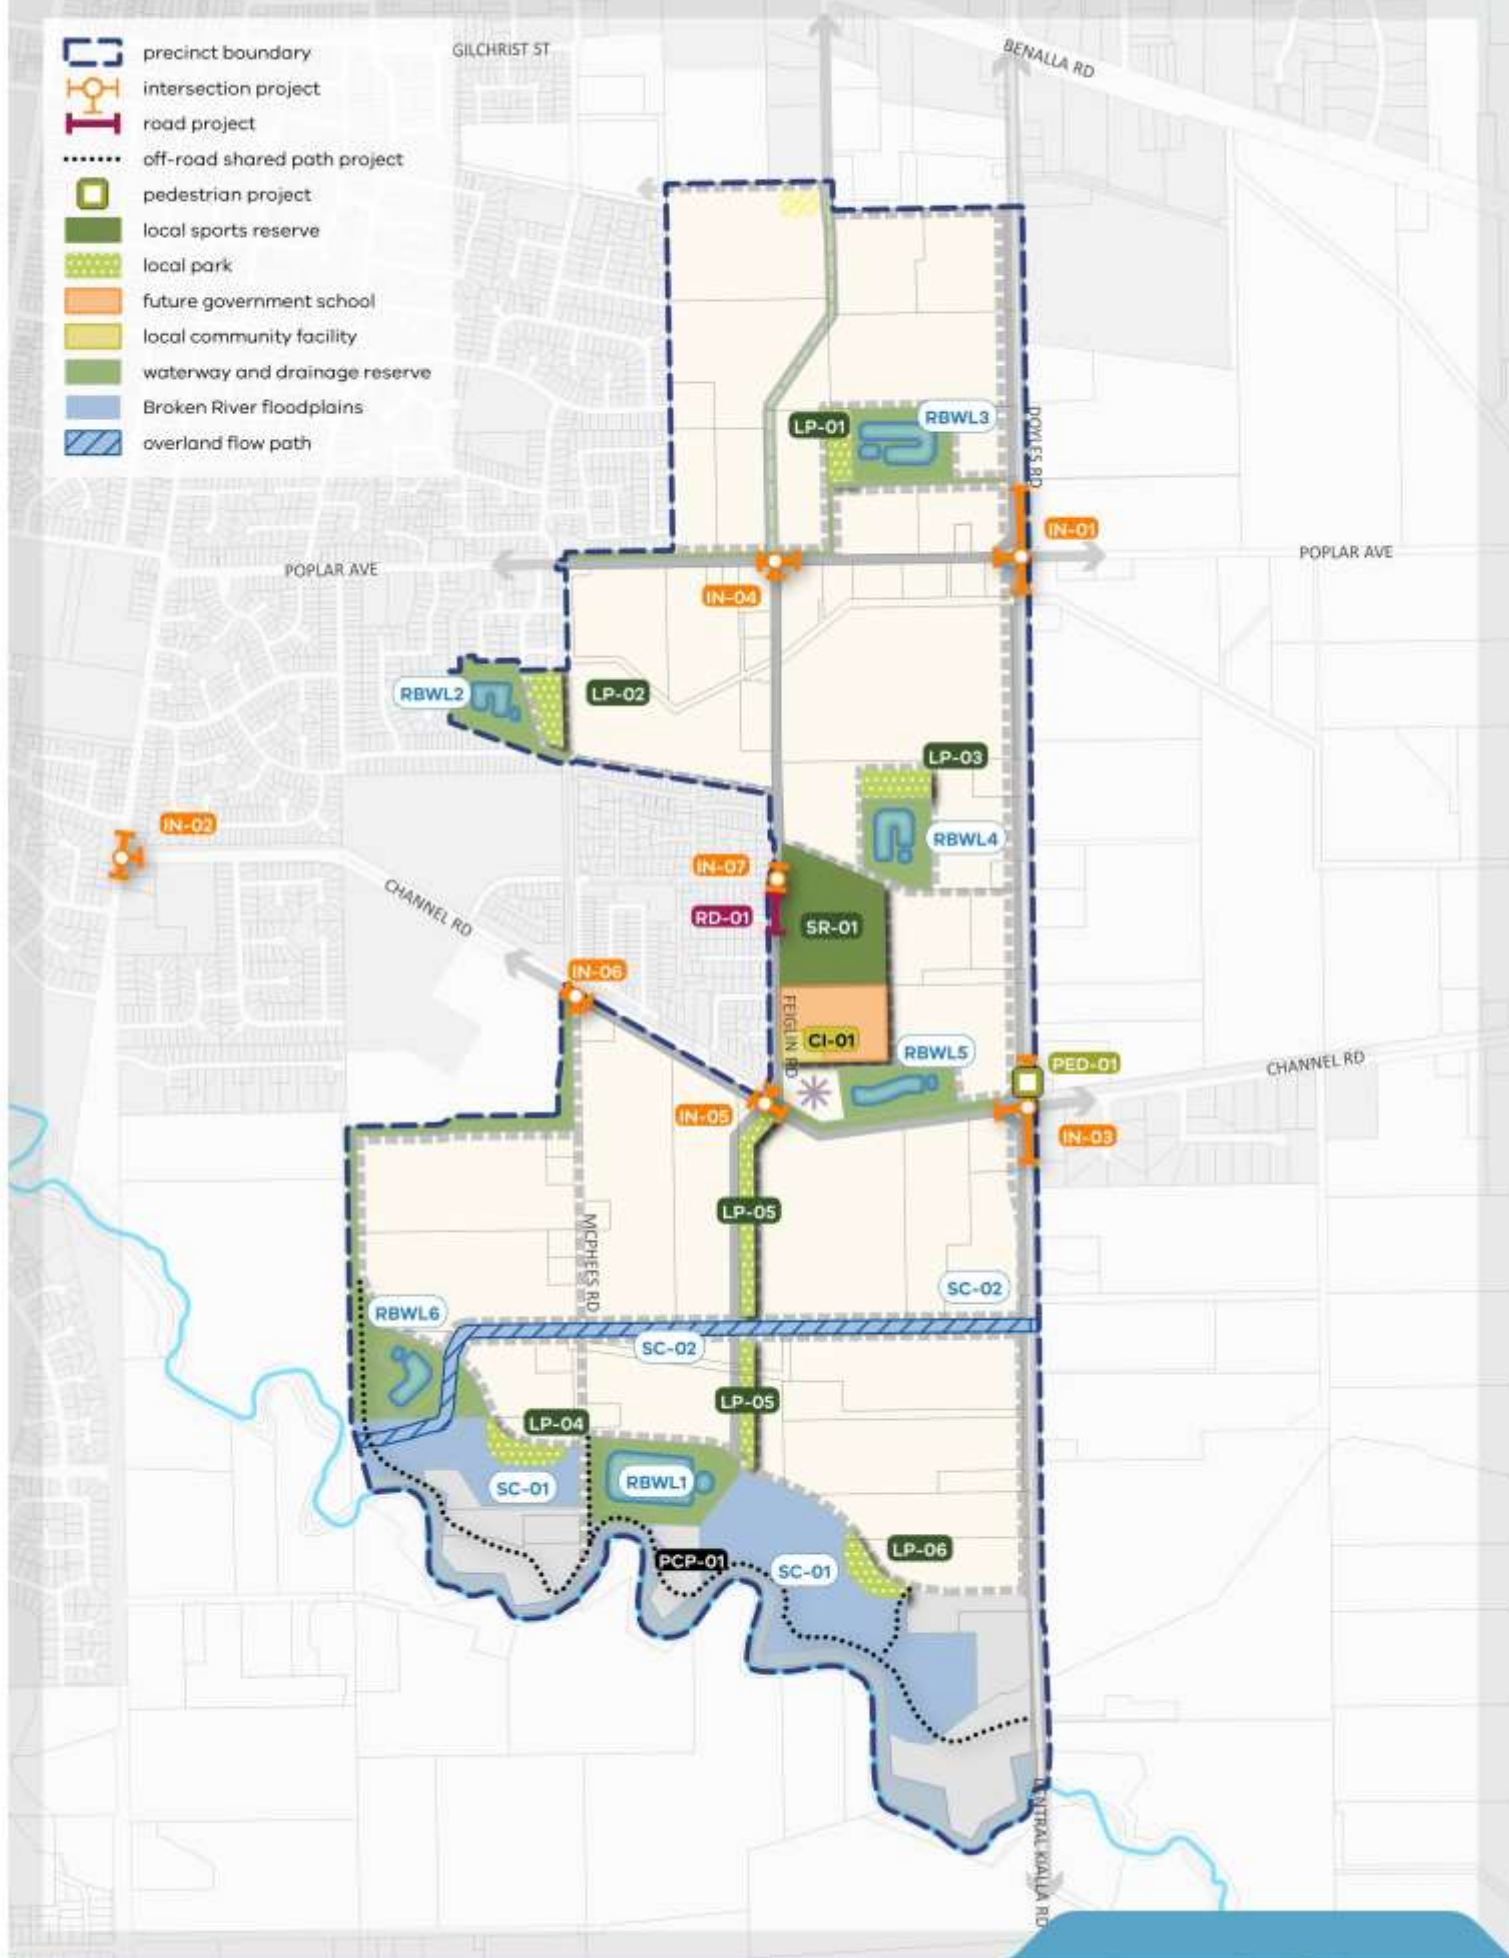 precinct boundary
intersection project
road project
off-road shared path project
pedestrian project
local sports reserve
local park
future government school
local community facility
waterway and drainage reserve
Broken River floodplains
overland flow path
GILCHRIST ST
BENALLA RD
LP-01
RBWL3
DOYLES RD
IN-01
POPLAR AVE
POPLAR AVE
IN-04
RBWL2
LP-02
LP-03
IN-02
RBWL4
IN-07
CHANNEL RD
RD-01
SR-01
IN-06
FEIGLIN RD
CI-01
RBWL5
PED-01
CHANNEL RD
IN-05
IN-03
LP-05
MCPHEES RD
SC-02
RBWL6
SC-02
LP-05
LP-04
SC-01
RBWL1
LP-06
PCP-01
SC-01
KIALLA RD